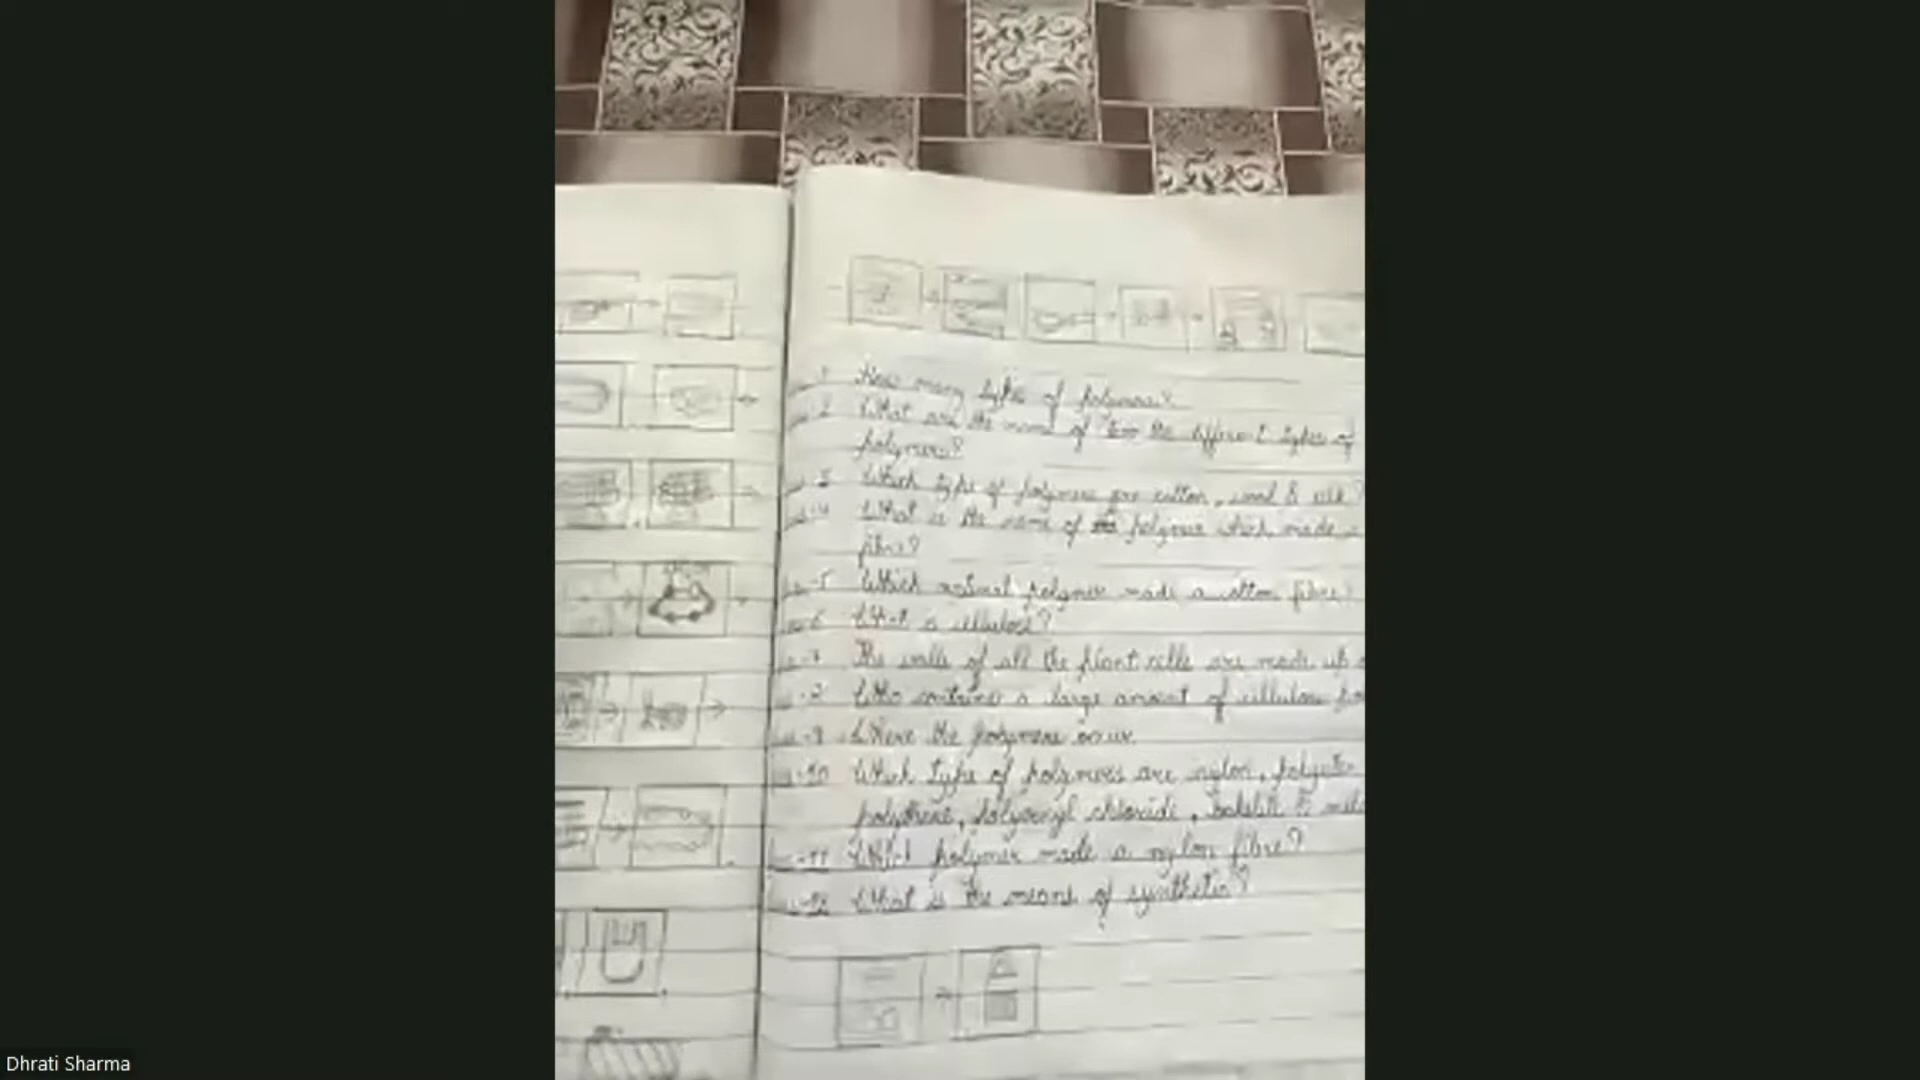 How many types of polymers?
What are the name of the different types of
polymers?
Which type of polymers are cotton, wool & silk?
What is the name of polymer which made a
fibre?
Which natural polymer made a cotton fibre?
What is cellulose?
The walls of all the plant cells are made up
Who contains a large amount of cellulose
Where the polymers occur.
Which type of polymers are nylon,
polythene, polyvinyl chloride, bakelite &
Which polymer made a nylon fibre?
What is the means of synthetic?
Dhrati Sharma